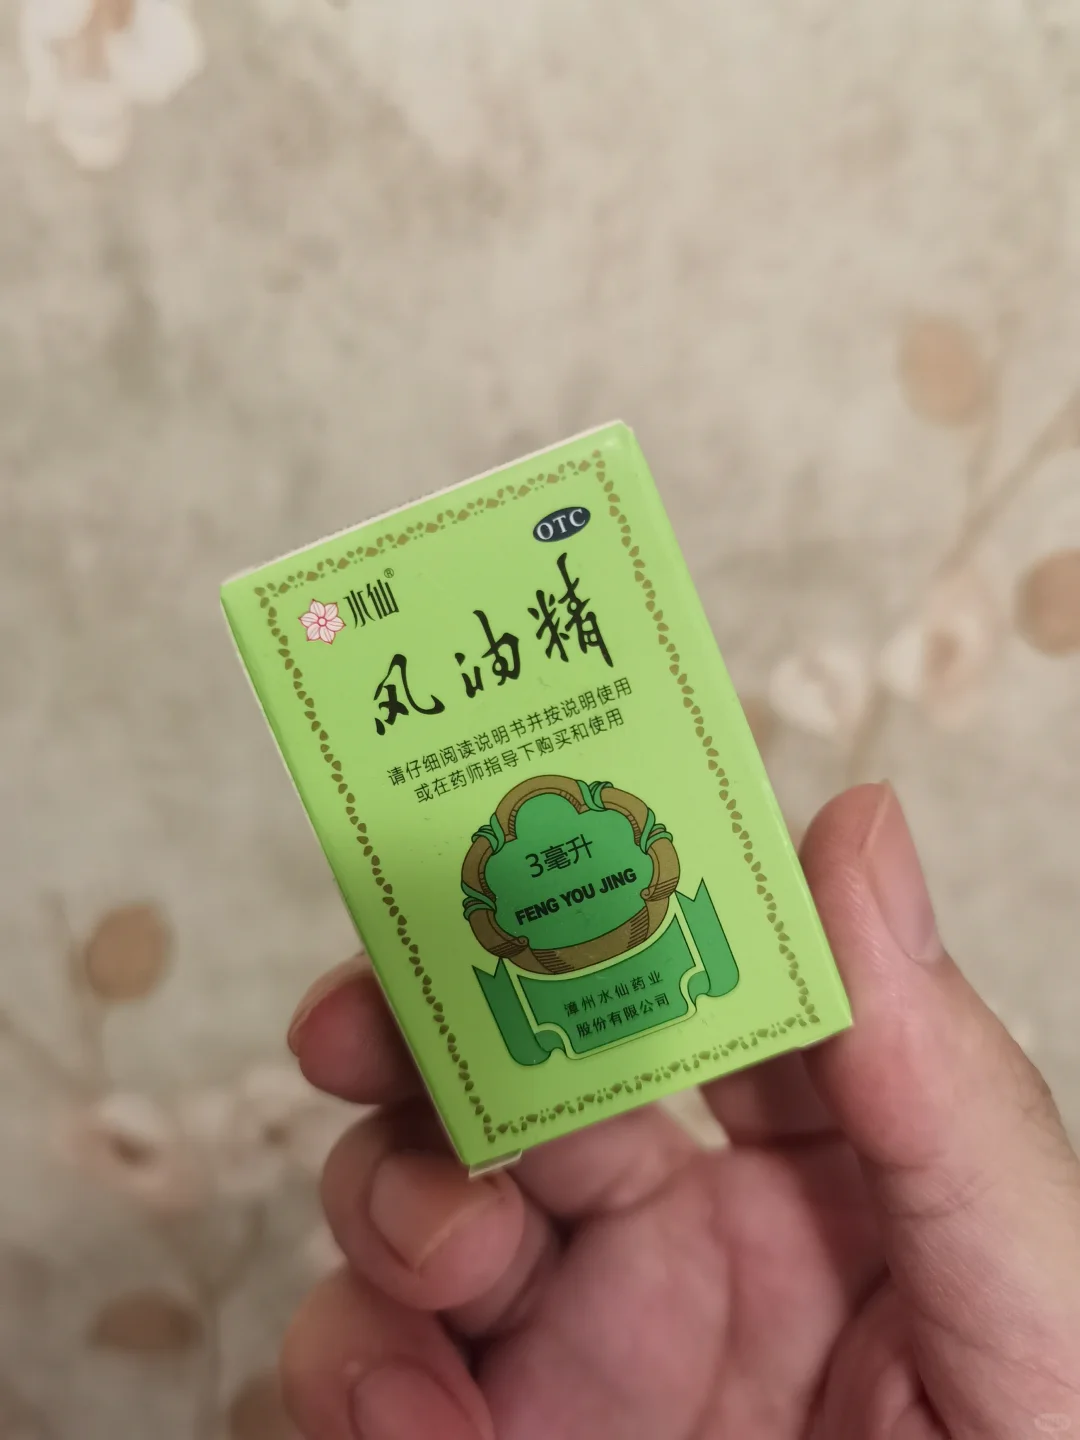 OTC
水仙®
风油精
请仔细阅读说明书并按说明使用
或在药师指导下购买和使用
3毫升
FENG YOU JING
漳州水仙药业
股份有限公司